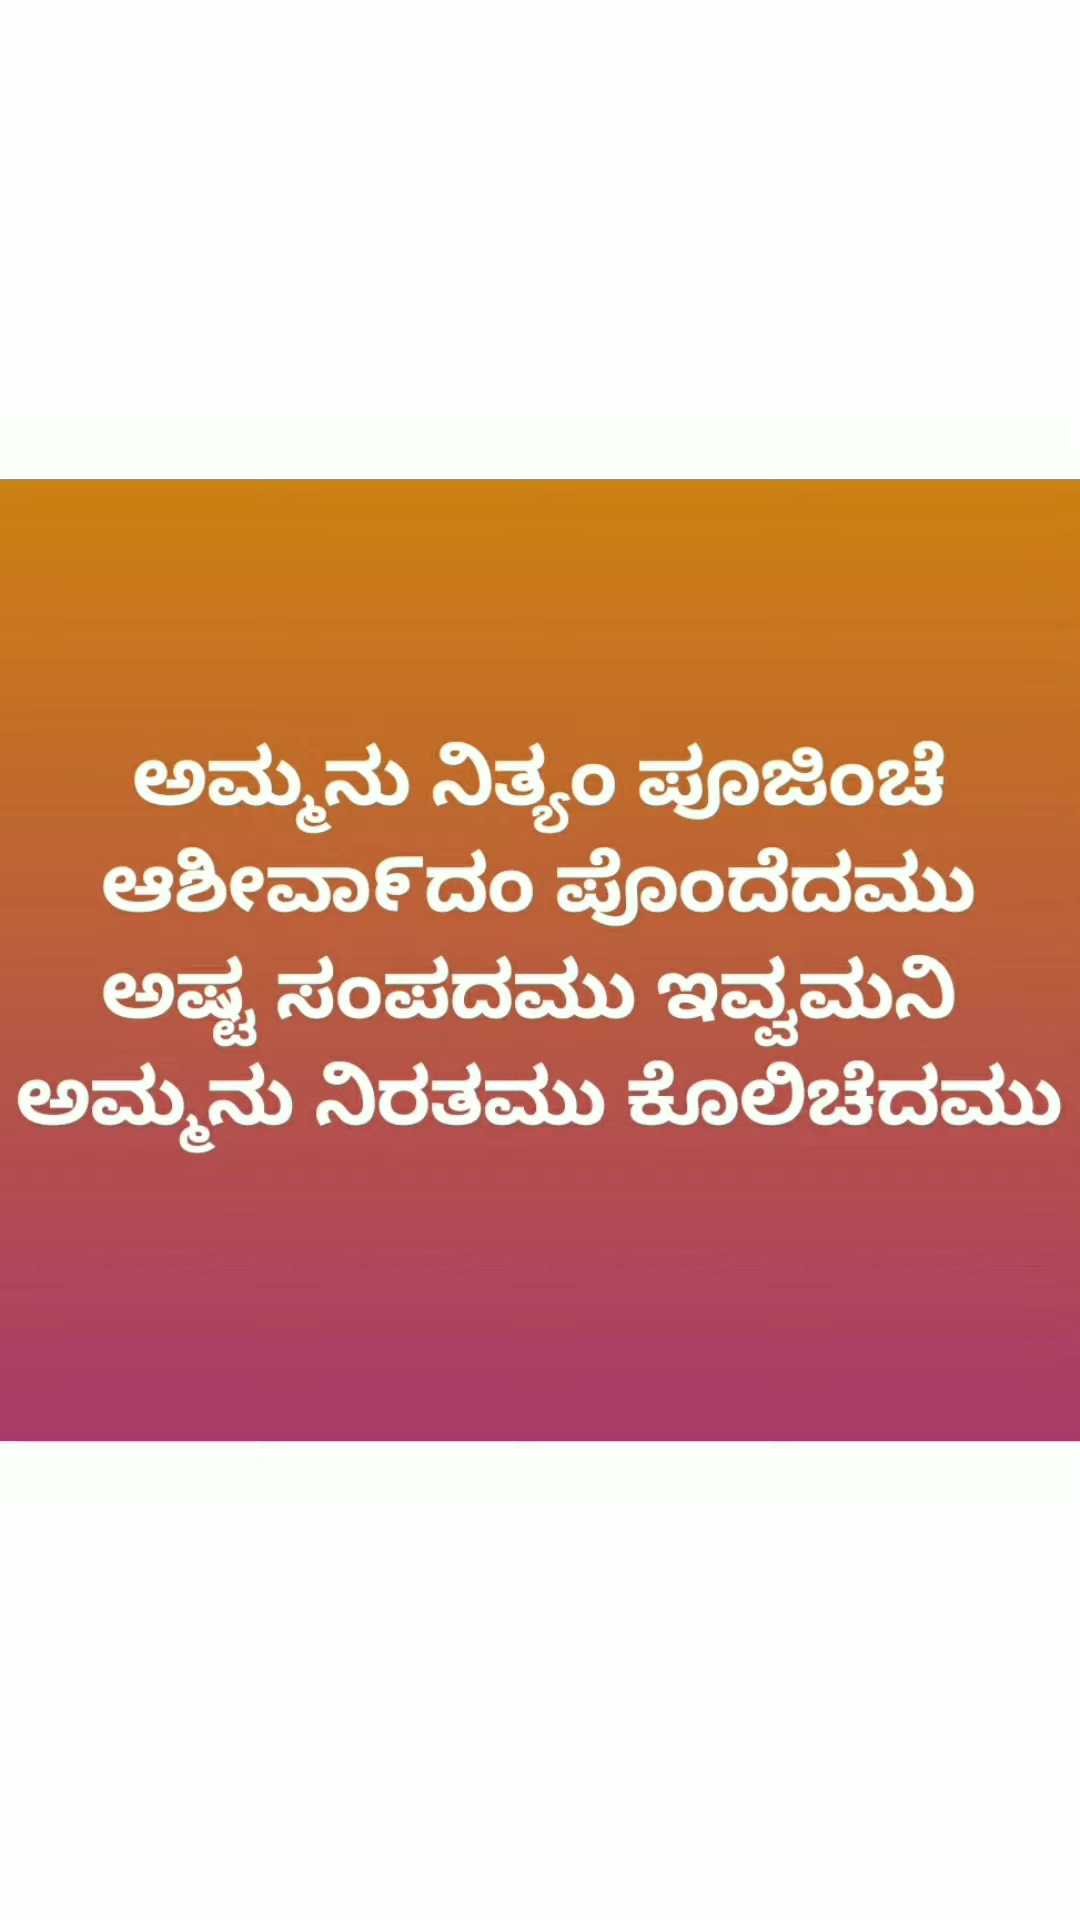 ಅಮ್ಮನು ನಿತ್ಯಂ ಪೂಜಿಂಚೆ
ಆಶೀರ್ವಾದಂ ಪೊಂದೆದಮು
ಅಷ್ಟ ಸಂಪದಮು ಇವ್ವಮನಿ
ಅಮ್ಮನು ನಿರತಮು ಕೊಲಿಚೆದಮು